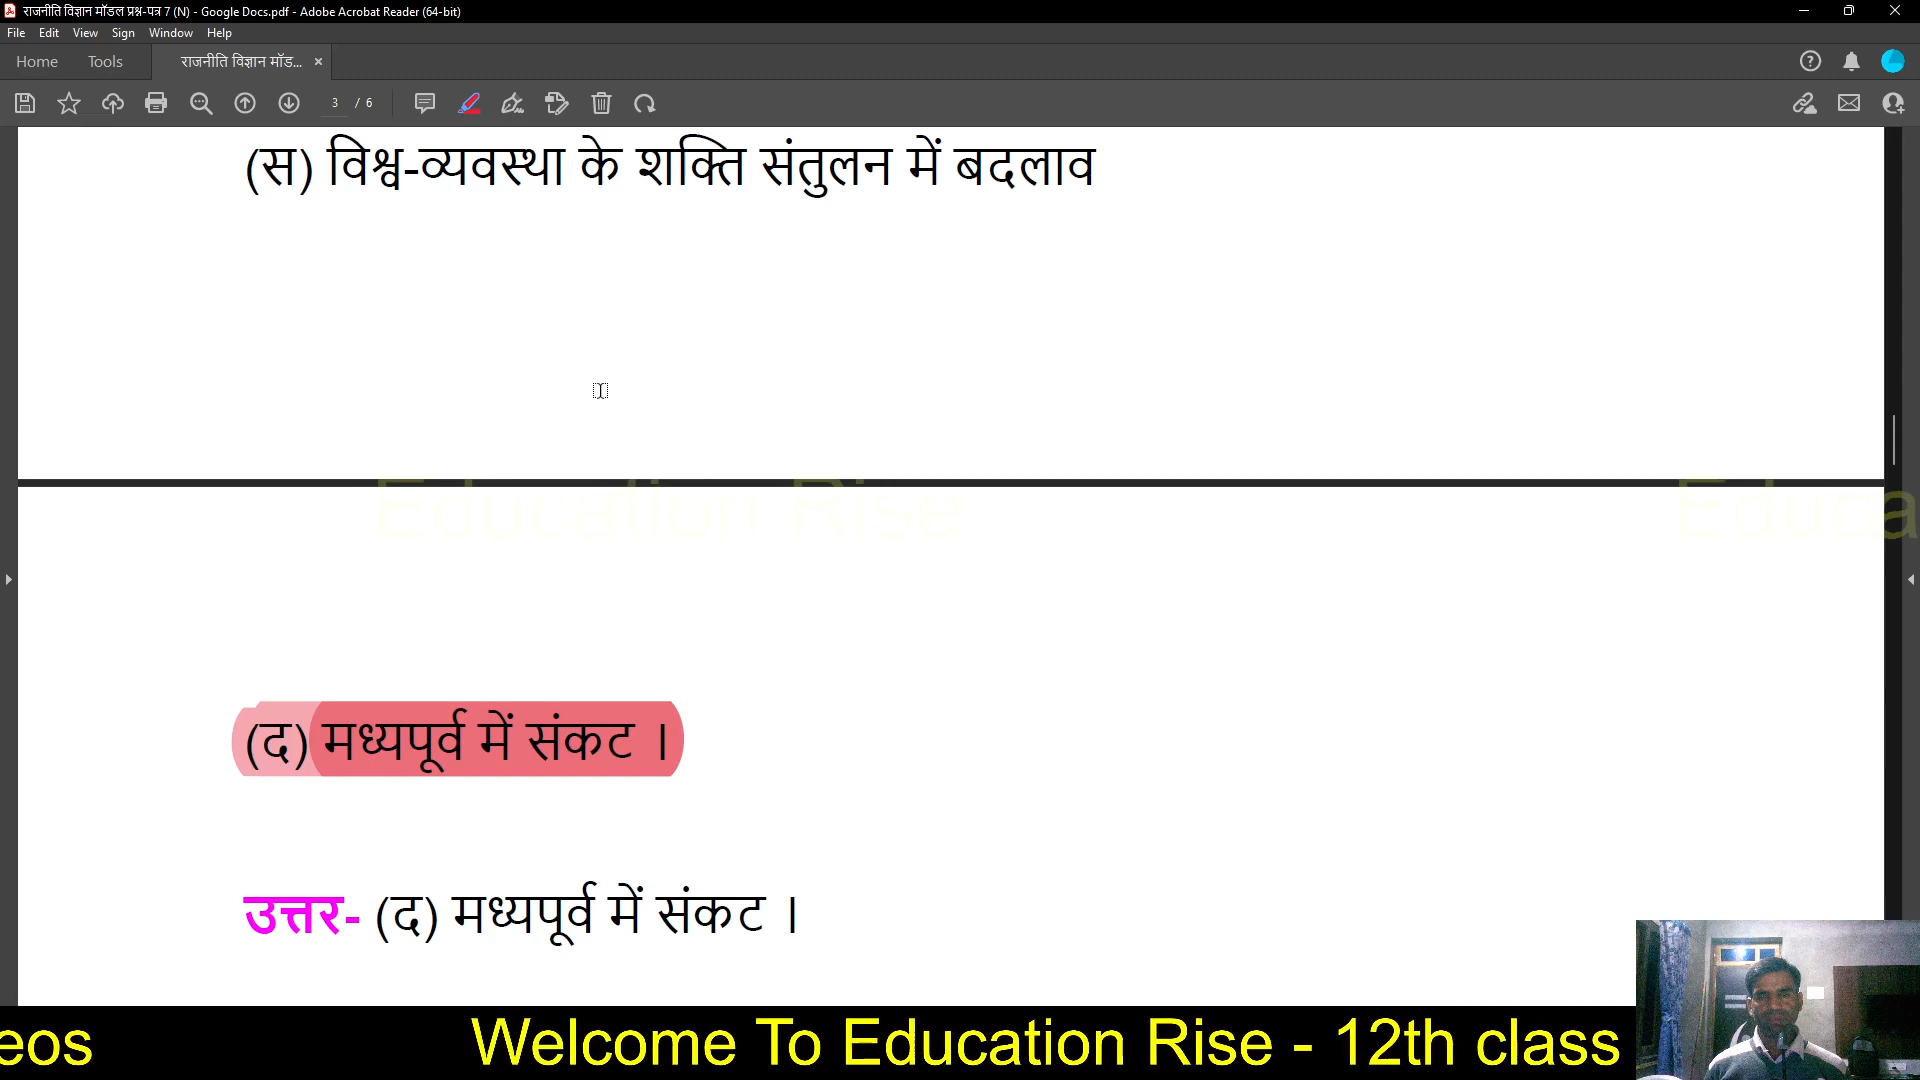 राजनीति विज्ञान मॉडल प्रश्न-पत्र 7 (N) - Google Docs.pdf - Adobe Acrobat Reader (64-bit)
File Edit View Sign Window Help
Home Tools राजनीति विज्ञान मॉड... ×
3 / 6
(स) विश्व-व्यवस्था के शक्ति संतुलन में बदलाव
Education Rise Educa
(द) मध्यपूर्व में संकट ।
उत्तर- (द) मध्यपूर्व में संकट ।
eos Welcome To Education Rise - 12th class